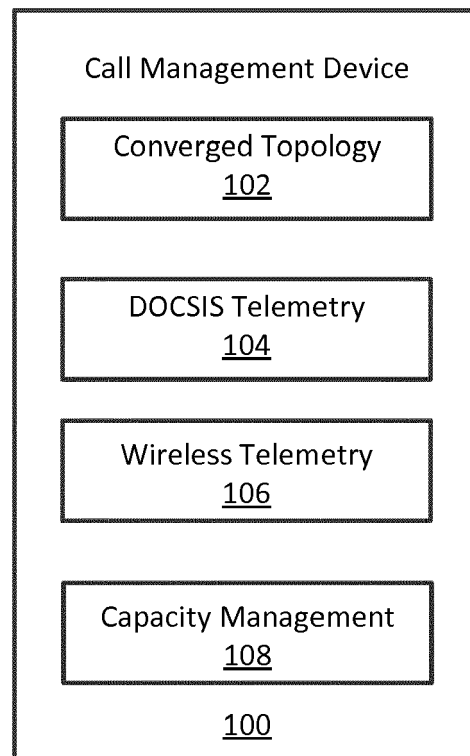 Call Management Device
Converged Topology
102
DOCSIS Telemetry
104
Wireless Telemetry
106
Capacity Management
108
100